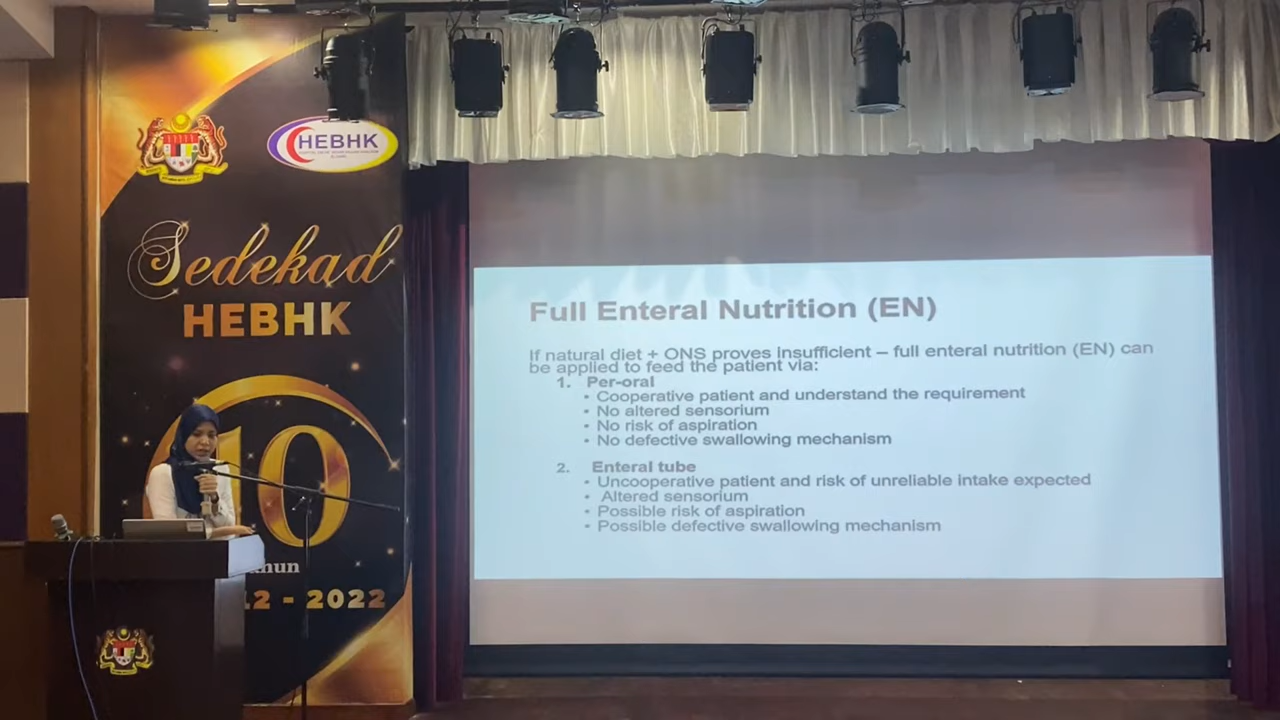 HEBHK
Sedekad
HEBHK
10
2 - 2022
Full Enteral Nutrition (EN)
If natural diet + ONS proves insufficient – full enteral nutrition (EN) can
be applied to feed the patient via:
1. Per-oral
• Cooperative patient and understand the requirement
• No altered sensorium
• No risk of aspiration
• No defective swallowing mechanism
2. Enteral tube
• Uncooperative patient and risk of unreliable intake expected
• Altered sensorium
• Possible risk of aspiration
• Possible defective swallowing mechanism